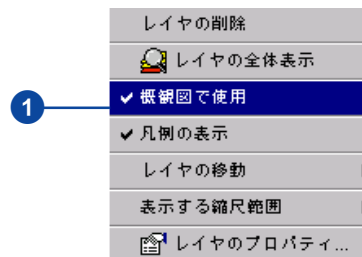 レイヤの削除
レイヤの全体表示
1
概観図で使用
凡例の表示
レイヤの移動
表示する縮尺範囲
レイヤのプロパティ...